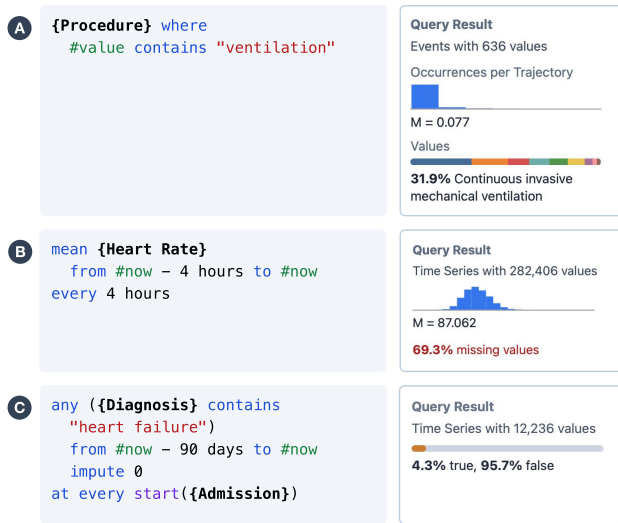 A
{Procedure} where
#value contains "ventilation"
Query Result
Events with 636 values
Occurrences per Trajectory
M = 0.077
Values
31.9% Continuous invasive
mechanical ventilation
B
mean {Heart Rate}
from #now – 4 hours to #now
every 4 hours
Query Result
Time Series with 282,406 values
M = 87.062
69.3% missing values
C
any ({Diagnosis} contains
"heart failure")
from #now – 90 days to #now
impute 0
at every start({Admission})
Query Result
Time Series with 12,236 values
4.3% true, 95.7% false